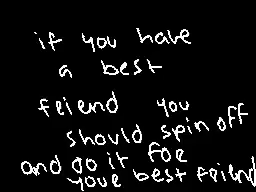 if you have
a best
feiend you
should spin off
and do it foe
youe best feiend